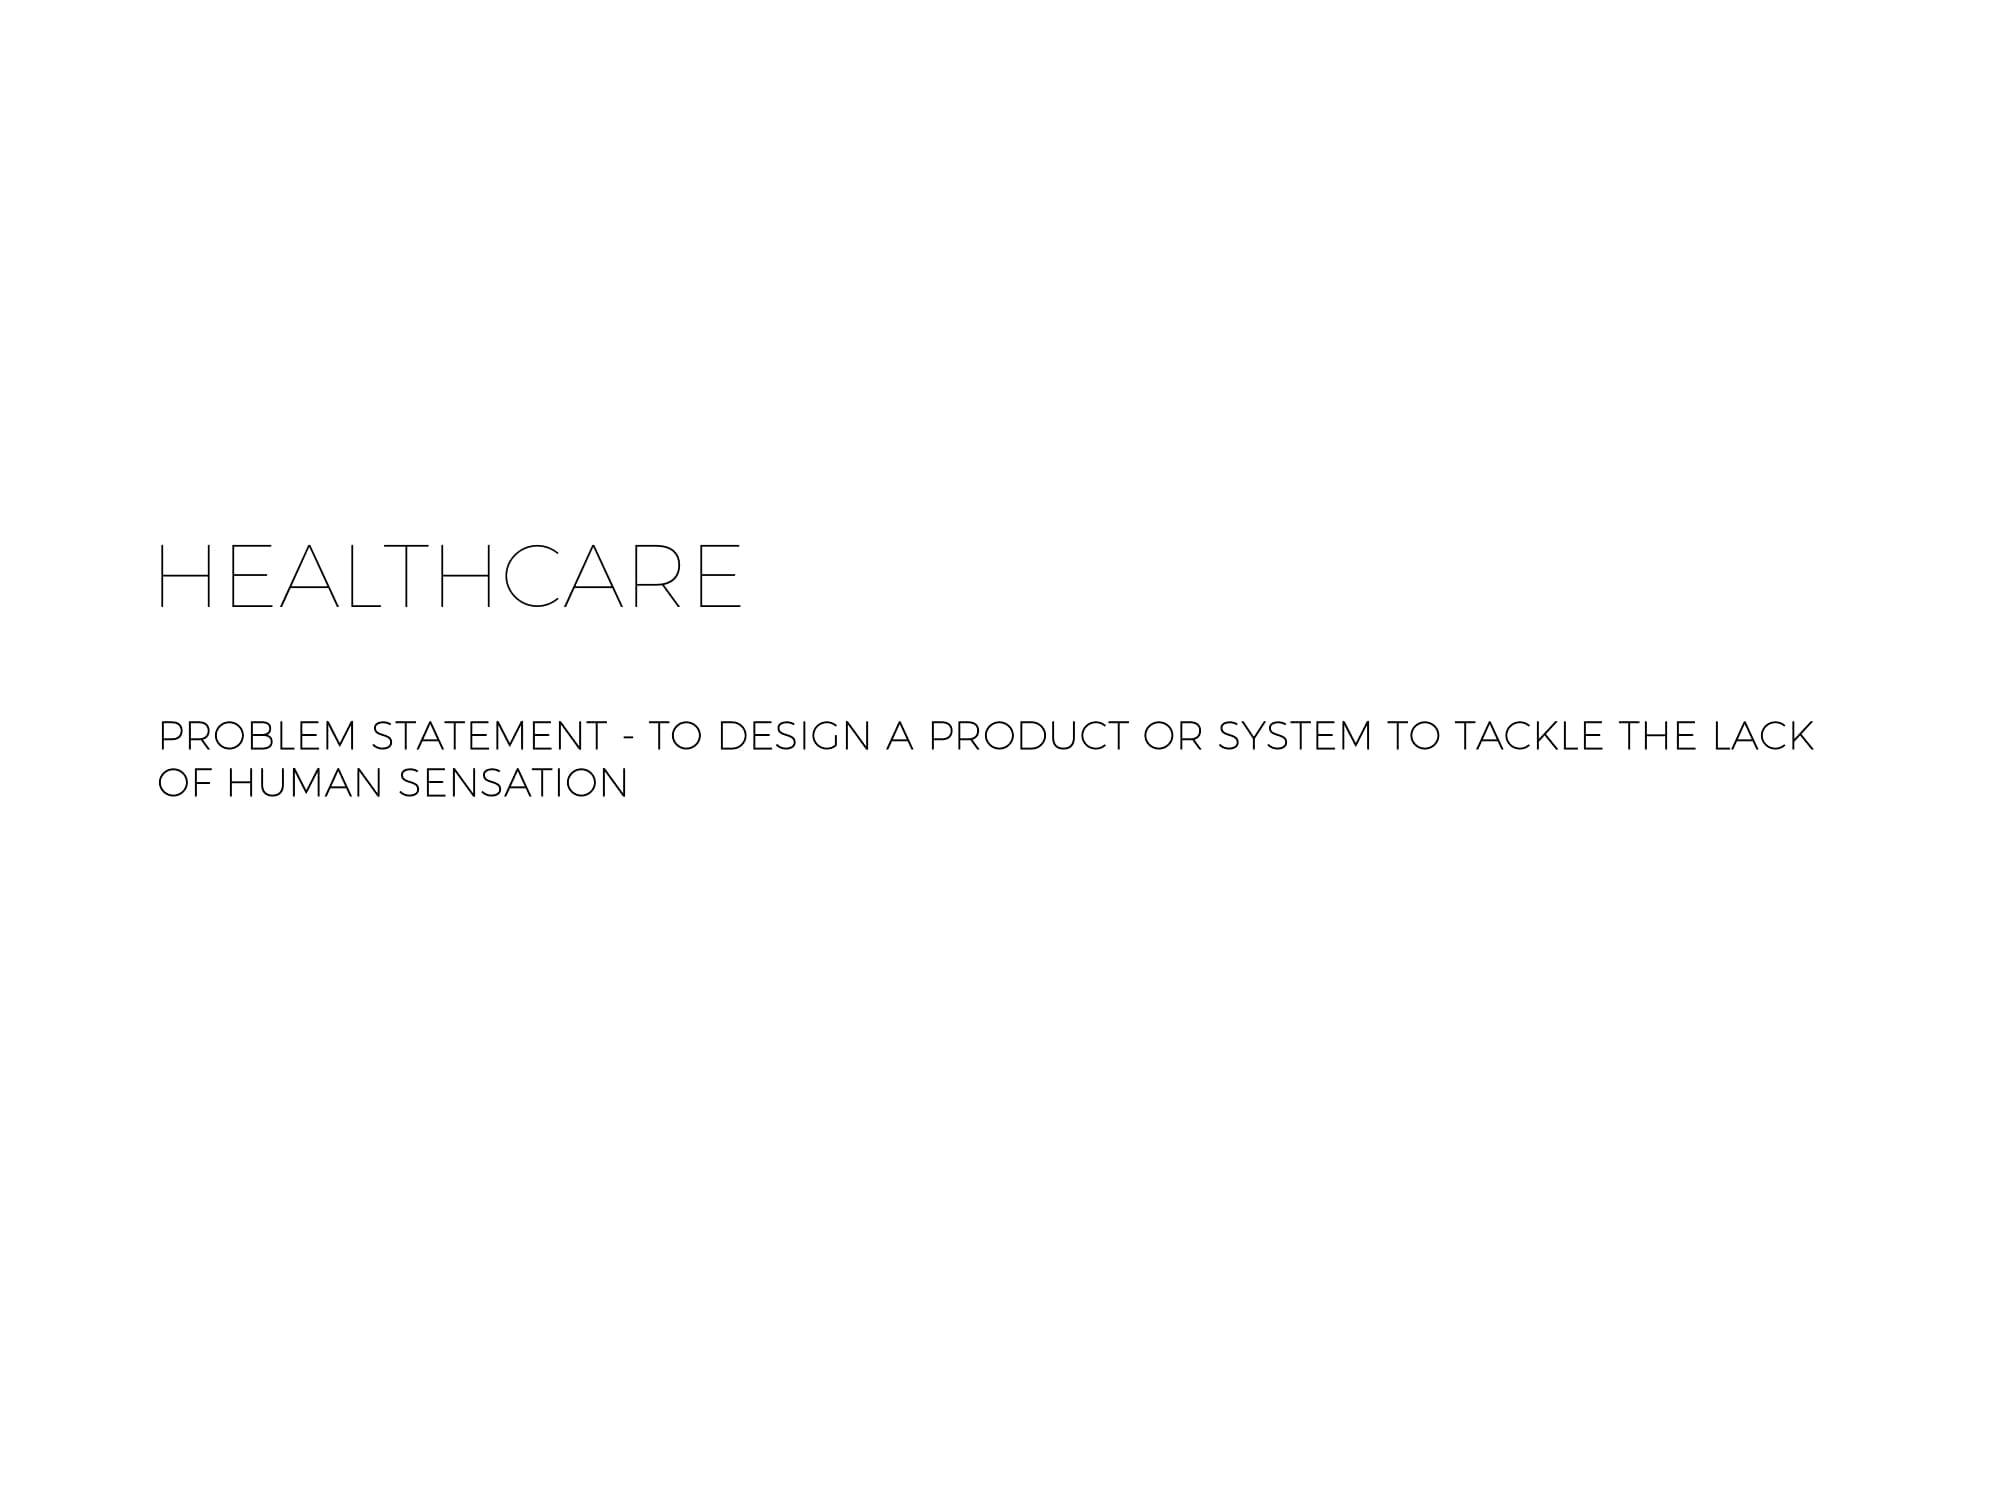 HEALTHCARE
PROBLEM STATEMENT - TO DESIGN A PRODUCT OR SYSTEM TO TACKLE THE LACK
OF HUMAN SENSATION